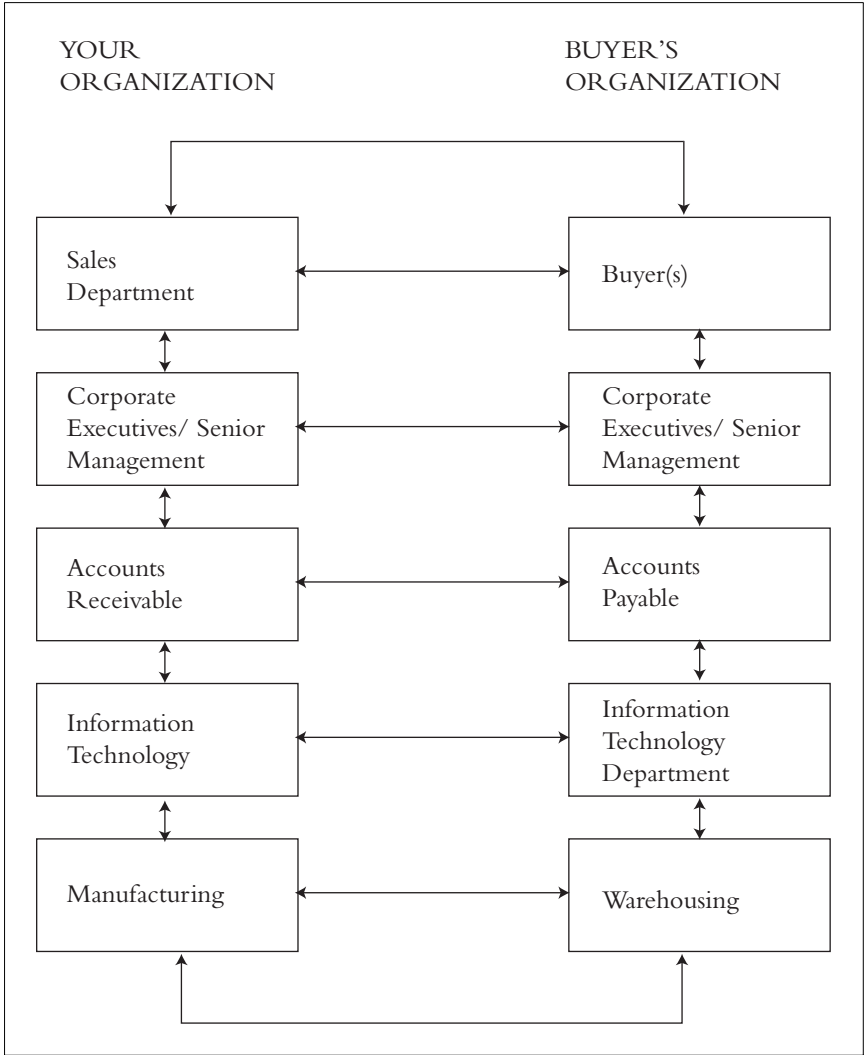 YOUR
ORGANIZATION
BUYER’S
ORGANIZATION
Sales
Department
Buyer(s)
Corporate
Executives/ Senior
Management
Corporate
Executives/ Senior
Management
Accounts
Receivable
Accounts
Payable
Information
Technology
Information
Technology
Department
Manufacturing
Warehousing